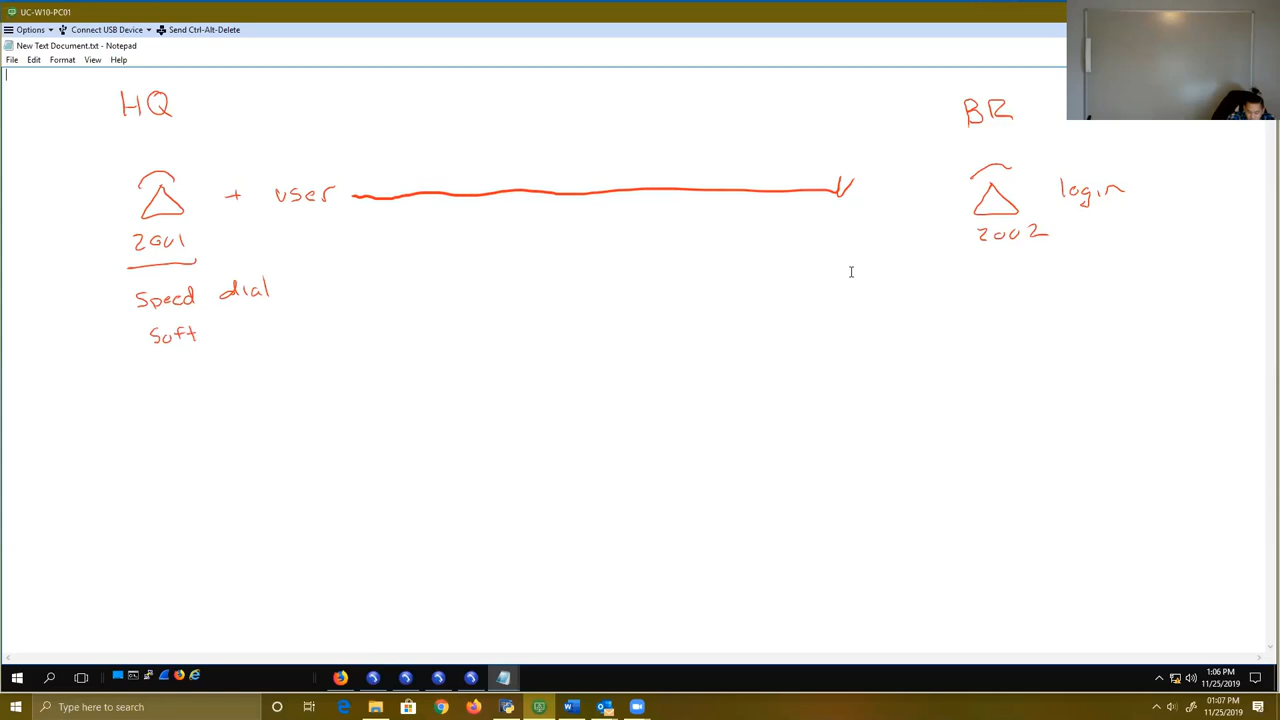 UC-W10-PC01
Options Connect USB Device Send Ctrl-Alt-Delete
New Text Document.txt - Notepad
File Edit Format View Help
HQ
BR
+ user
login
2001
2002
speed dial
soft
1:06 PM
11/25/2019
Type here to search
01:07 PM
11/25/2019